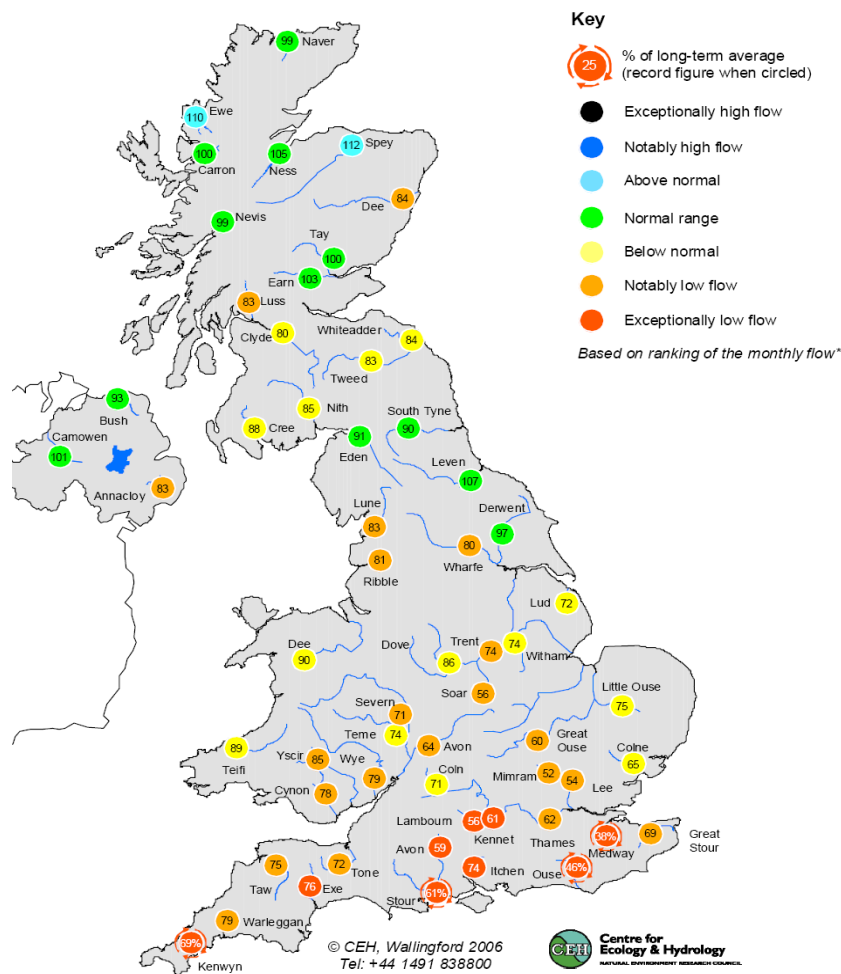 Key
25
% of long-term average
(record figure when circled)
Exceptionally high flow
Notably high flow
Above normal
Normal range
Below normal
Notably low flow
Exceptionally low flow
Based on ranking of the monthly flow*
99
Naver
Ewe
110
100
Carron
105
Ness
112
Spey
84
Dee
Nevis
99
Tay
100
Earn
103
83
Luss
Clyde
80
Whiteadder
84
83
Tweed
85
Nith
88
Cree
South Tyne
90
91
Eden
93
Bush
Camowen
101
Annacloy
83
Leven
107
Derwent
97
Lune
83
81
Ribble
80
Wharfe
Lud
72
Dee
90
Dove
86
Trent
74
74
Witham
Soar
56
Little Ouse
75
Severn
71
Teme
74
89
Teifi
Yscir
85
Wye
79
Cynon
78
64
Avon
Coln
71
60
Great
Ouse
Mimram
52
54
Lee
Colne
65
Lambourn
56
61
Kennet
62
Thames
38%
Medway
69
Great
Stour
Avon
59
74
Itchen
Ouse
46%
Stour
61%
75
Taw
72
Tone
76
Exe
79
Warleggan
69%
Kenwyn
© CEH, Wallingford 2006
Tel: +44 1491 838800
CEH
Centre for
Ecology & Hydrology
NATURAL ENVIRONMENT RESEARCH COUNCIL